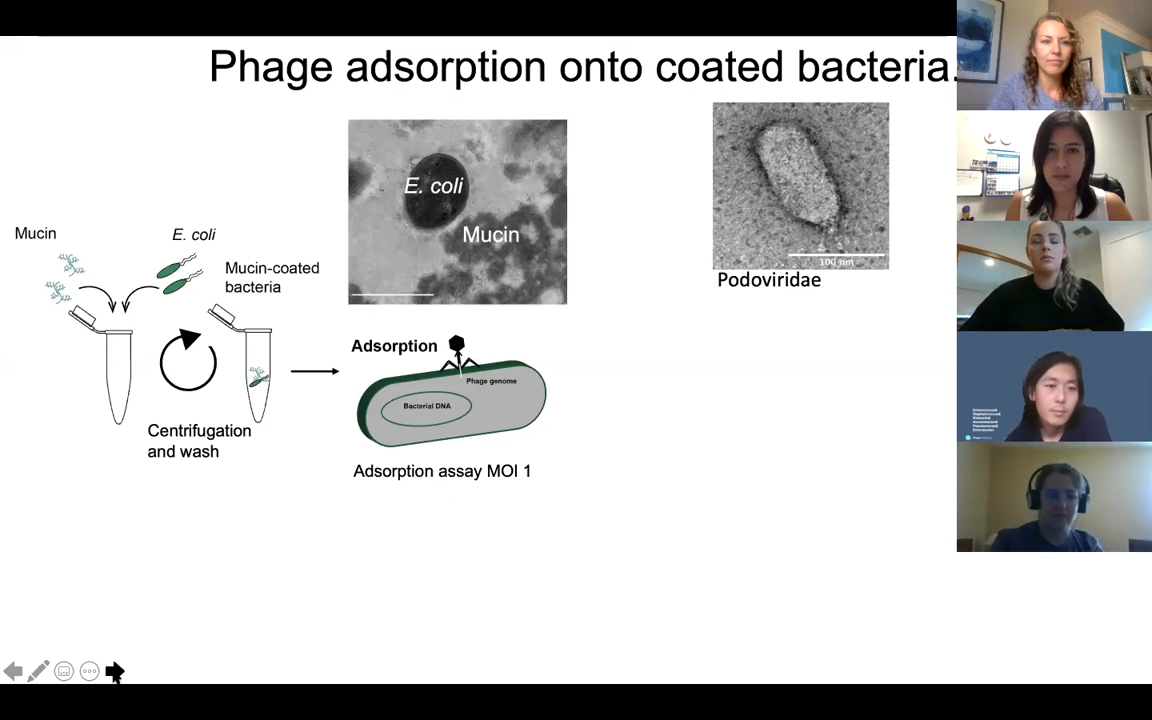 Phage adsorption onto coated bacteria.
E. coli
Mucin
100 nm
Podoviridae
Mucin
E. coli
Mucin-coated
bacteria
Centrifugation
and wash
Adsorption
Phage genome
Bacterial DNA
Adsorption assay MOI 1